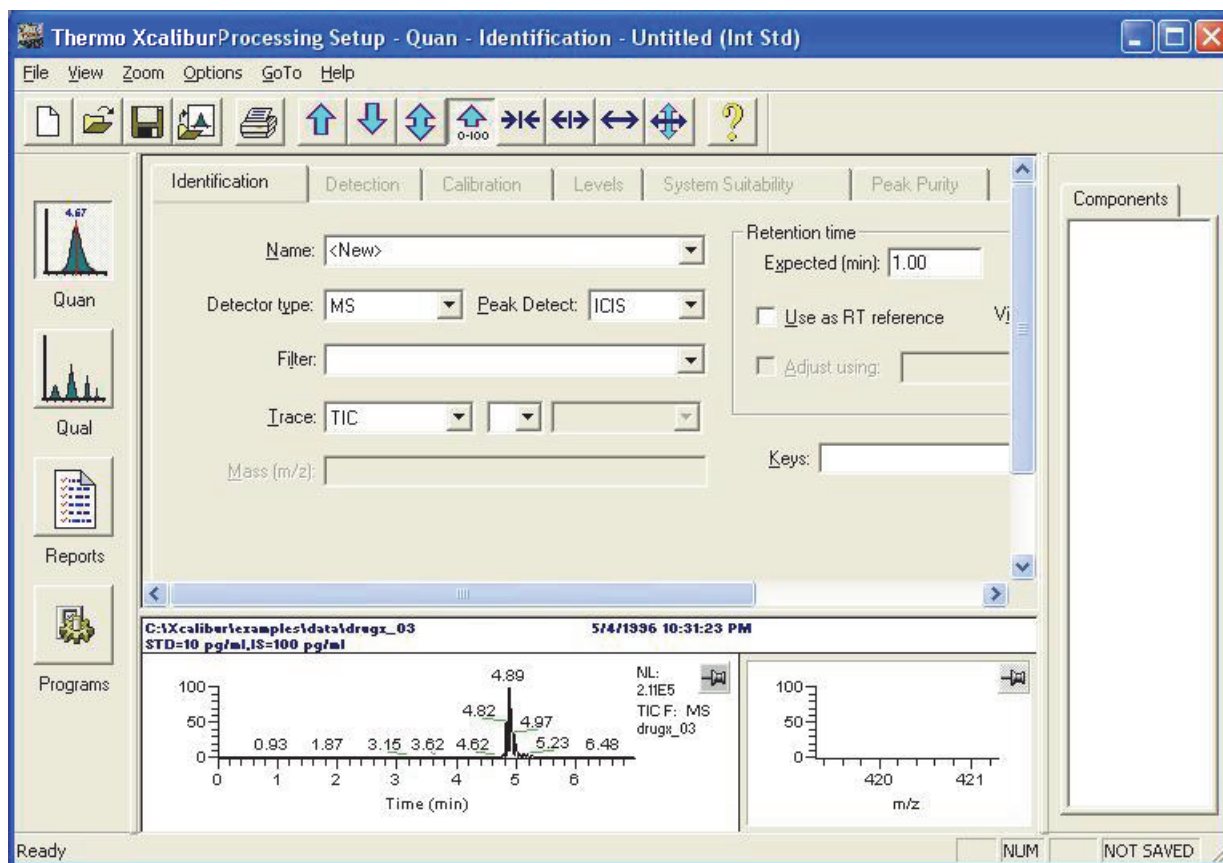 Thermo XcaliburProcessing Setup - Quan - Identification - Untitled (Int Std)
File View Zoom Options GoTo Help
0-100
Identification Detection Calibration Levels System Suitability Peak Purity
Components
4.67
Quan
Qual
Reports
Programs
Name: <New>
Detector type: MS Peak Detect: ICIS
Filter:
Trace: TIC
Mass (m/z):
Retention time
Expected (min): 1.00
Use as RT reference Vi
Adjust using:
Keys:
C:\Xcalibur\examples\data\drugx_03 5/4/1996 10:31:23 PM
STD=10 pg/ml,IS=100 pg/ml
100
50
0
4.89
4.82
4.97
0.93 1.87 3.15 3.62 4.62 5.23 6.48
0 1 2 3 4 5 6
Time (min)
NL:
2.11E5
TIC F: MS
drugx_03
100
50
0
420 421
m/z
Ready NUM NOT SAVED